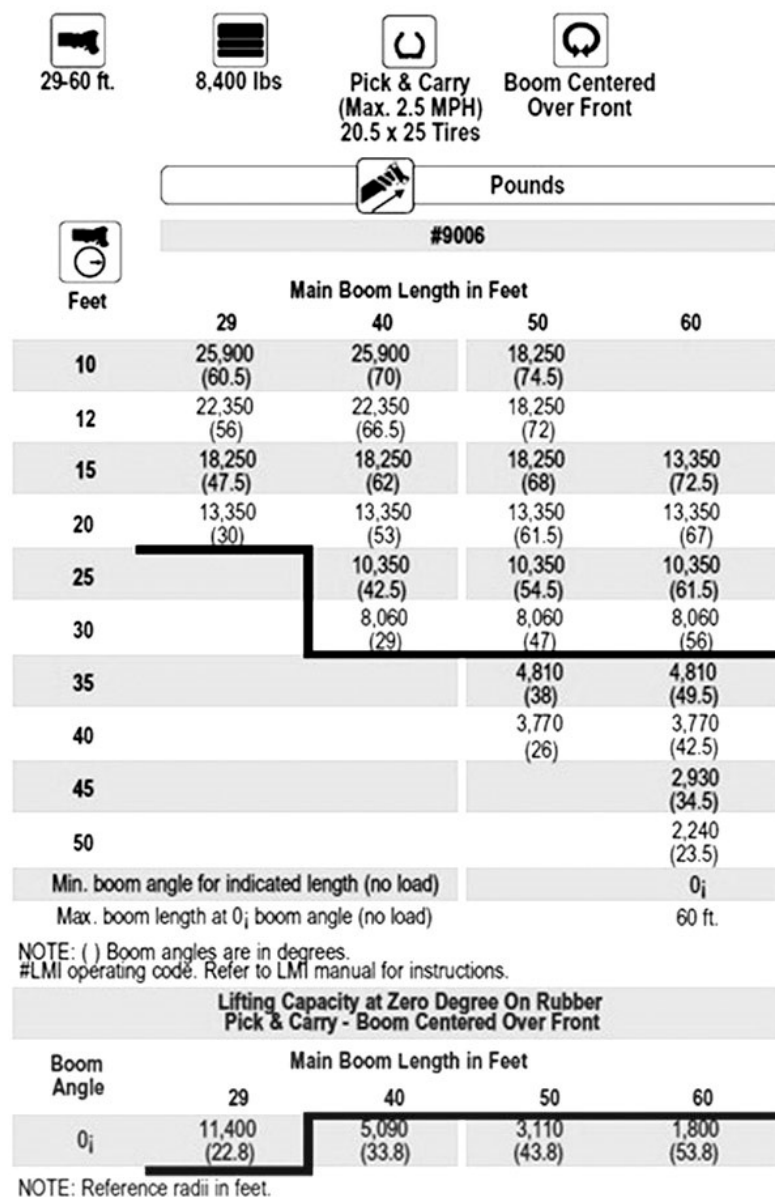 29-60 ft. 8,400 lbs Pick & Carry Boom Centered
(Max. 2.5 MPH) Over Front
20.5 x 25 Tires
Pounds
#9006
Feet
Main Boom Length in Feet
29 40 50 60
10 25,900 25,900 18,250
(60.5) (70) (74.5)
12 22,350 22,350 18,250
(56) (66.5) (72)
15 18,250 18,250 18,250 13,350
(47.5) (62) (68) (72.5)
20 13,350 13,350 13,350 13,350
(30) (53) (61.5) (67)
25 10,350 10,350 10,350
(42.5) (54.5) (61.5)
30 8,060 8,060 8,060
(29) (47) (56)
35 4,810 4,810
(38) (49.5)
40 3,770 3,770
(26) (42.5)
45 2,930
(34.5)
50 2,240
(23.5)
Min. boom angle for indicated length (no load) 0¡
Max. boom length at 0¡ boom angle (no load) 60 ft.
NOTE: ( ) Boom angles are in degrees.
#LMI operating code. Refer to LMI manual for instructions.
Lifting Capacity at Zero Degree On Rubber
Pick & Carry - Boom Centered Over Front
Boom Angle
Main Boom Length in Feet
29 40 50 60
0¡ 11,400 5,090 3,110 1,800
(22.8) (33.8) (43.8) (53.8)
NOTE: Reference radii in feet.